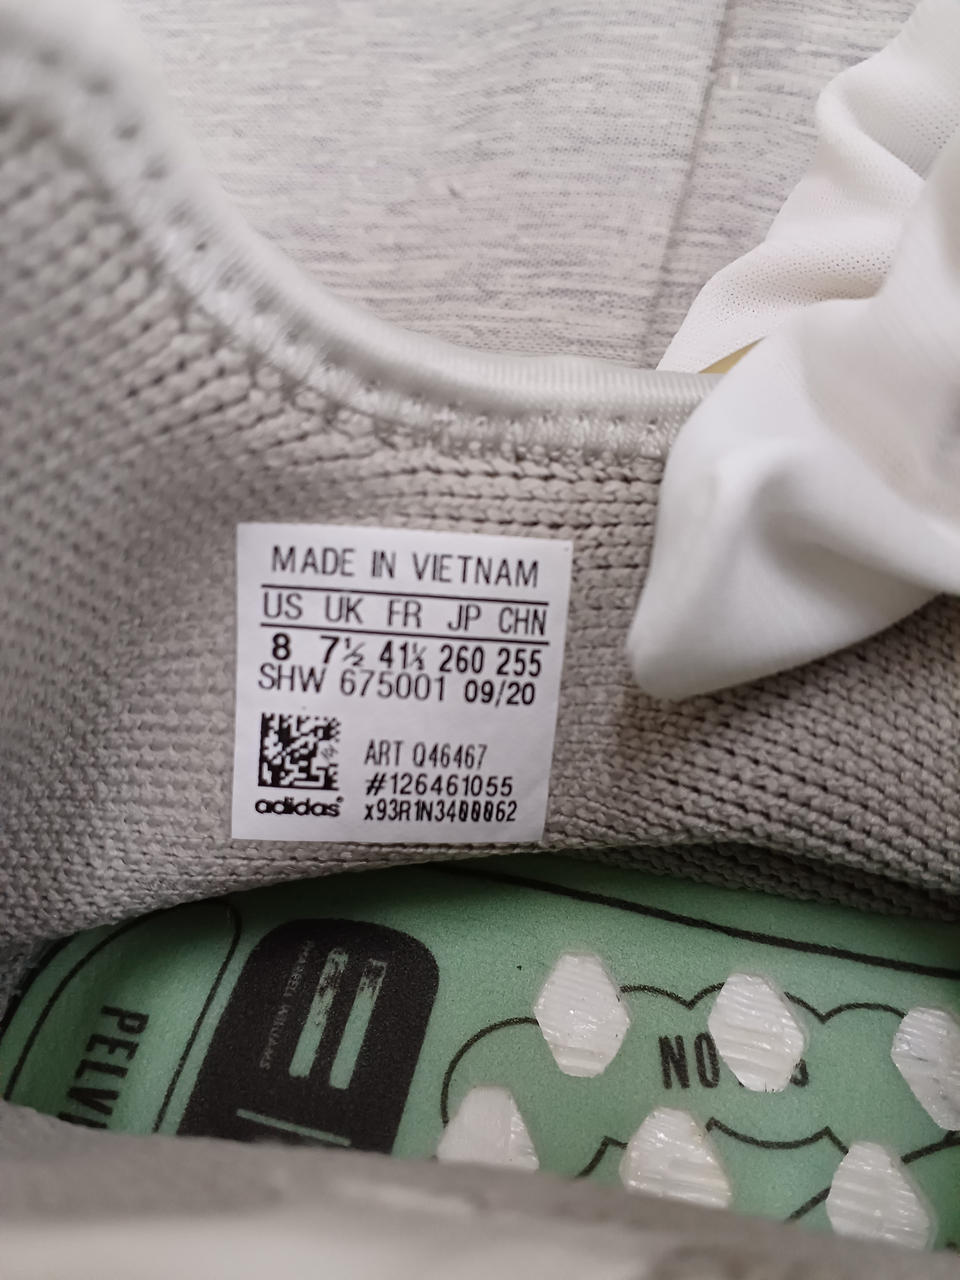 MADE IN VIETNAM
US UK FR JP CHN
8 7½ 41⅓ 260 255
SHW 675001 09/20
ART Q46467
#126461055
adidas®
x93R1N3400062
PELV
NO